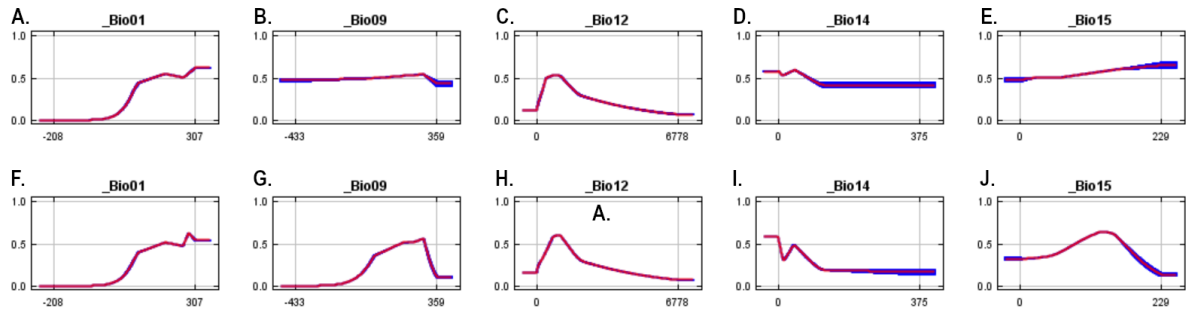 A. B. C. D. E.
_Bio01 _Bio09 _Bio12 _Bio14 _Bio15
1.0 1.0 1.0 1.0 1.0
0.5 0.5 0.5 0.5 0.5
0.0 0.0 0.0 0.0 0.0
-208 307 -433 359 0 6778 0 375 0 229
F. G. H. I. J.
_Bio01 _Bio09 _Bio12 _Bio14 _Bio15
1.0 1.0 1.0 1.0 1.0
A.
0.5 0.5 0.5 0.5 0.5
0.0 0.0 0.0 0.0 0.0
-208 307 -433 359 0 6778 0 375 0 229